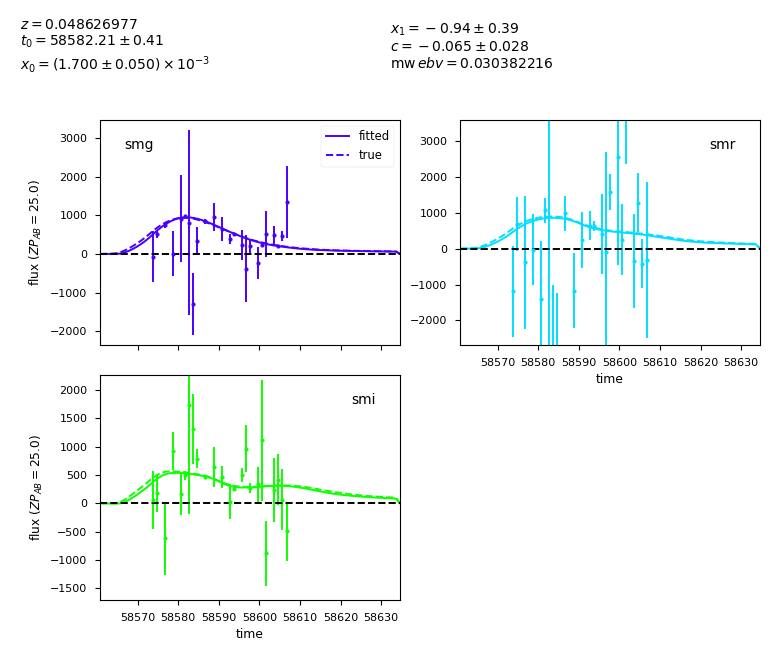 z = 0.048626977
t₀ = 58582.21 ± 0.41
x₀ = (1.700 ± 0.050) × 10⁻³
x₁ = −0.94 ± 0.39
c = −0.065 ± 0.028
mwebv = 0.030382216
smg
fitted
true
3000
2000
1000
0
−1000
−2000
flux (ZP_AB = 25.0)
smr
3000
2000
1000
0
−1000
−2000
58570 58580 58590 58600 58610 58620 58630
time
smi
2000
1500
1000
500
0
−500
−1000
−1500
flux (ZP_AB = 25.0)
58570 58580 58590 58600 58610 58620 58630
time